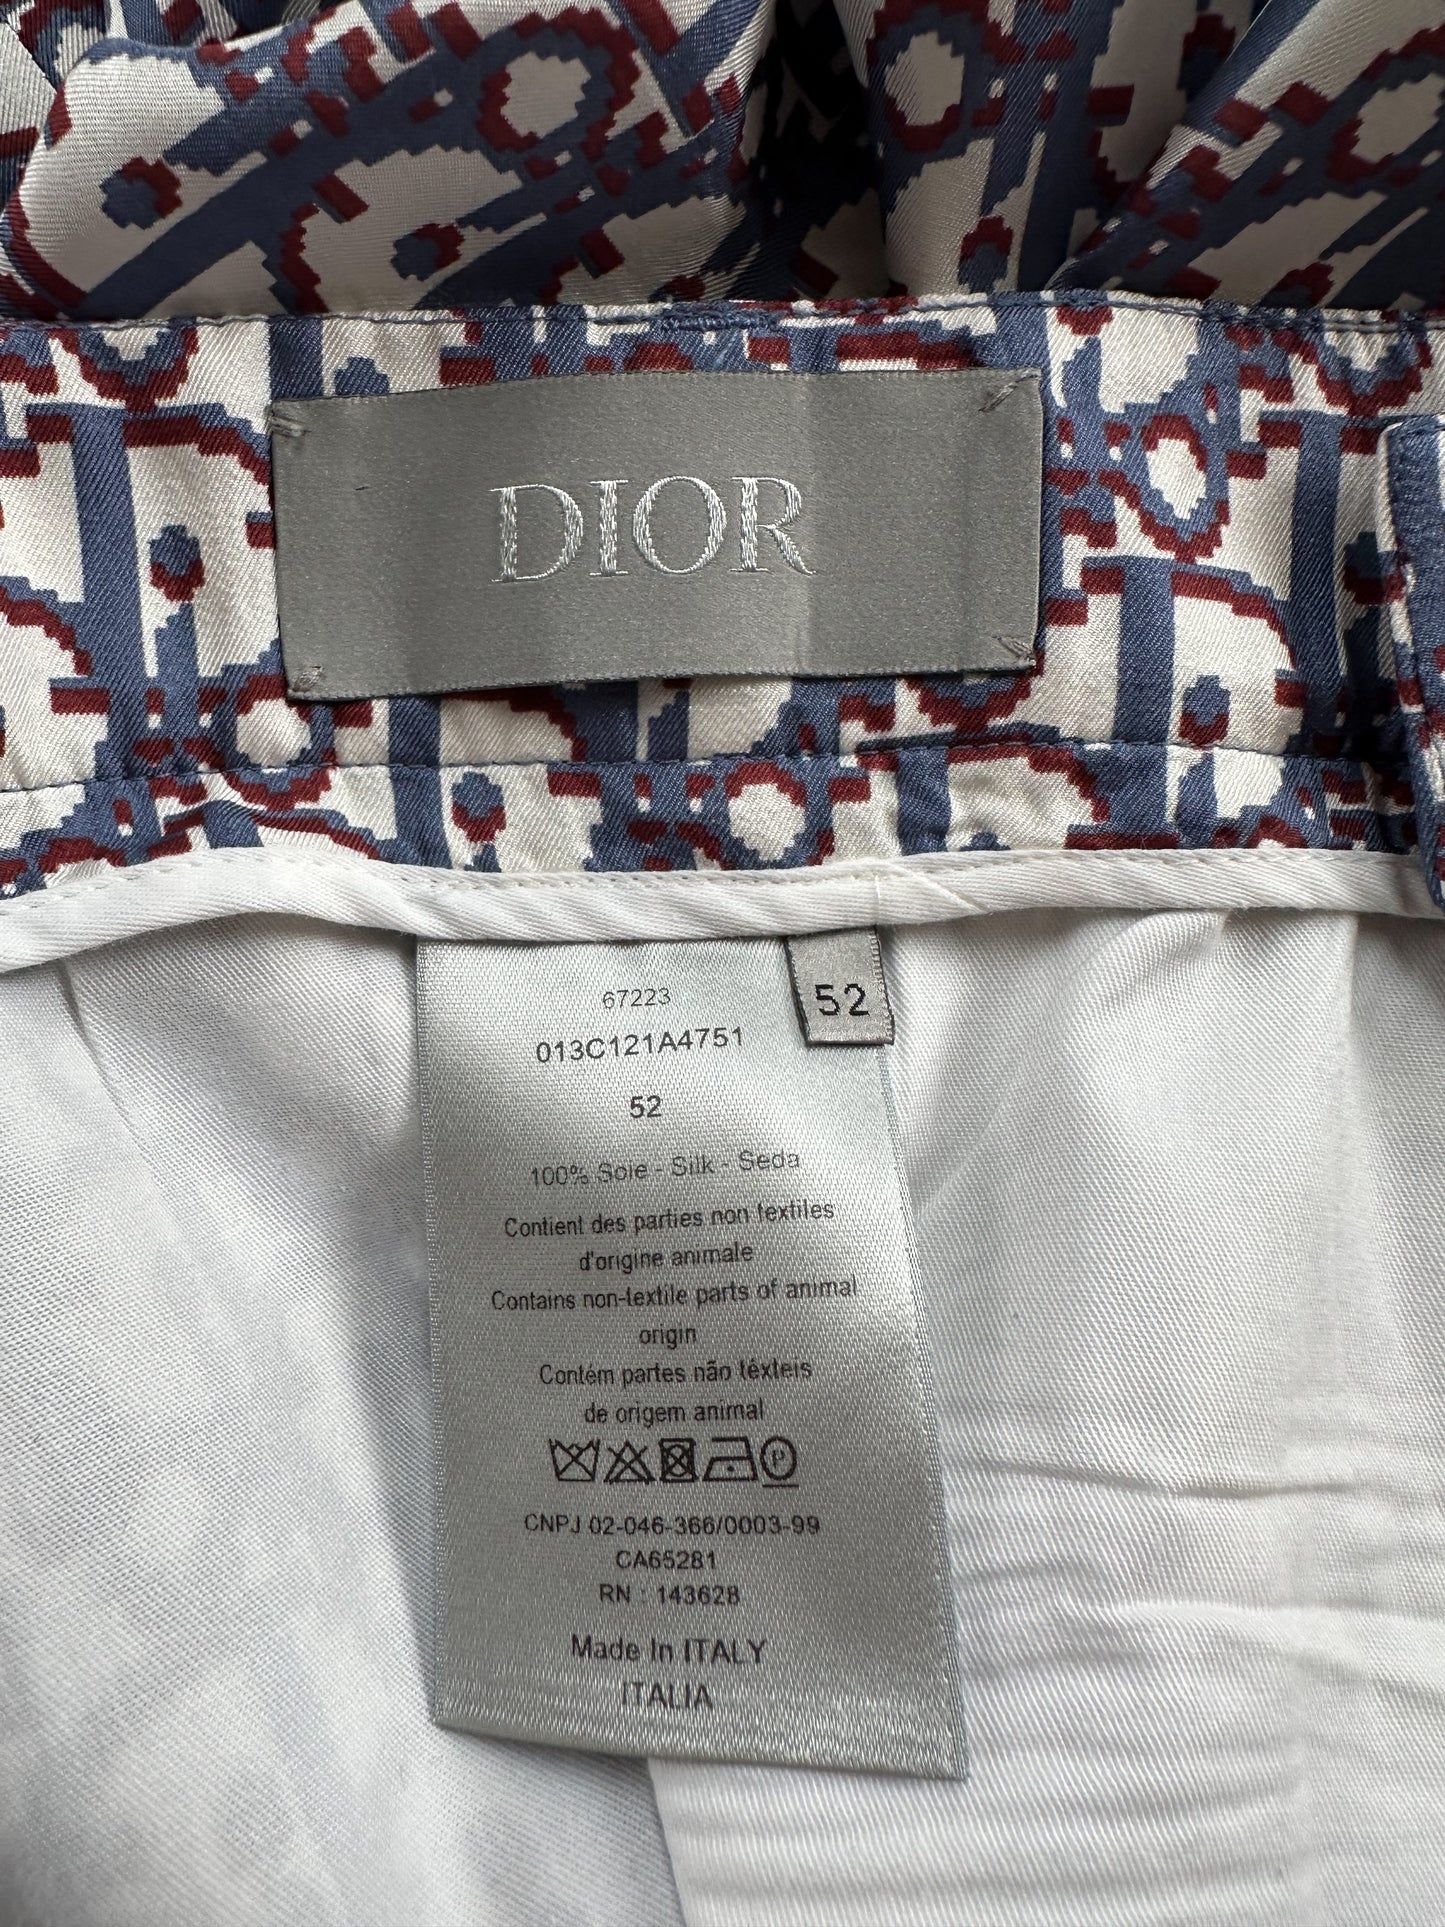 DIOR
52
67223
013C121A4751
52
100% Soie - Silk - Seda
Contient des parties non textiles
d'origine animale
Contains non-textile parts of animal
origin
Contém partes não têxteis
de origem animal
P
CNPJ 02-046-366/0003-99
CA65281
RN : 143628
Made In ITALY
ITALIA